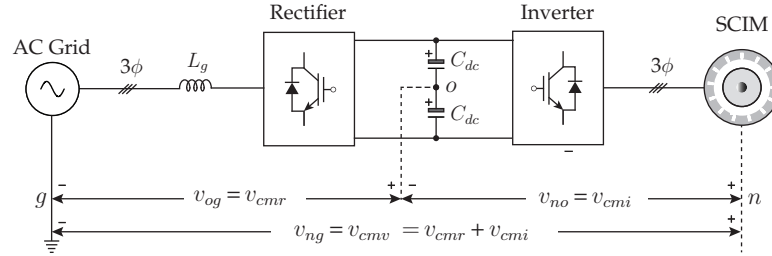 Rectifier
Inverter
SCIM
AC Grid
3ϕ
L_g
+
C_dc
o
+
C_dc
3ϕ
−
g
−
v_og = v_cmr
+
−
v_no = v_cmi
+
n
−
v_ng = v_cmv = v_cmr + v_cmi
+